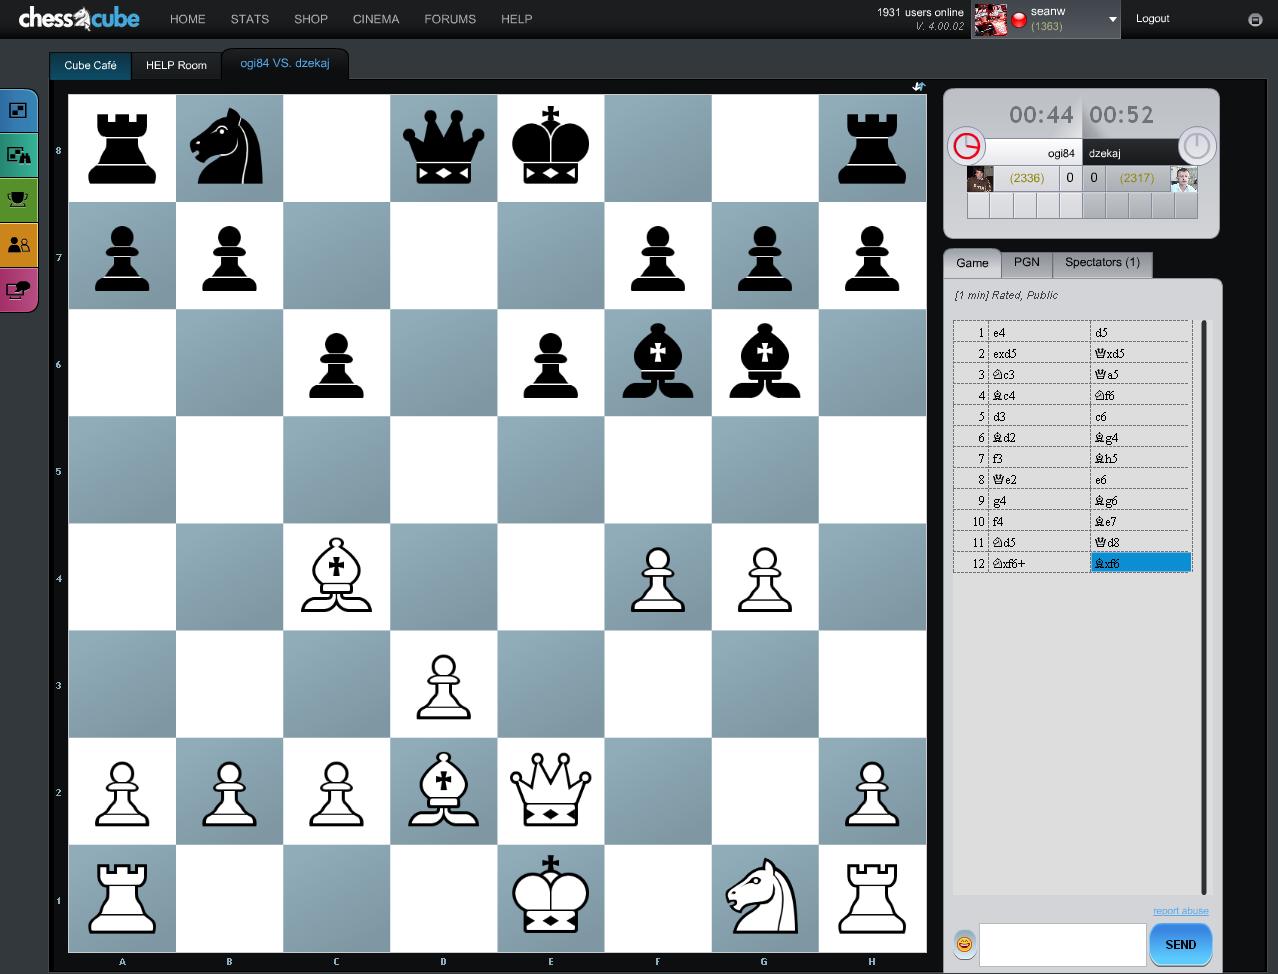 chesscube HOME STATS SHOP CINEMA FORUMS HELP 1931 users online seanw Logout
V. 4.00.02 (1363)
Cube Café HELP Room ogi84 VS. dzekaj
00:44 00:52
ogi84 dzekaj
(2336) 0 0 (2317)
Game PGN Spectators (1)
[1 min] Rated, Public
1 e4 d5
2 exd5 ♕xd5
3 ♘c3 ♕a5
4 ♗c4 ♘f6
5 d3 c6
6 ♗d2 ♗g4
7 f3 ♗h5
8 ♕e2 e6
9 g4 ♗g6
10 f4 ♗e7
11 ♘d5 ♕d8
12 ♘xf6+ ♗xf6
report abuse
SEND
8
7
6
5
4
3
2
1
A B C D E F G H